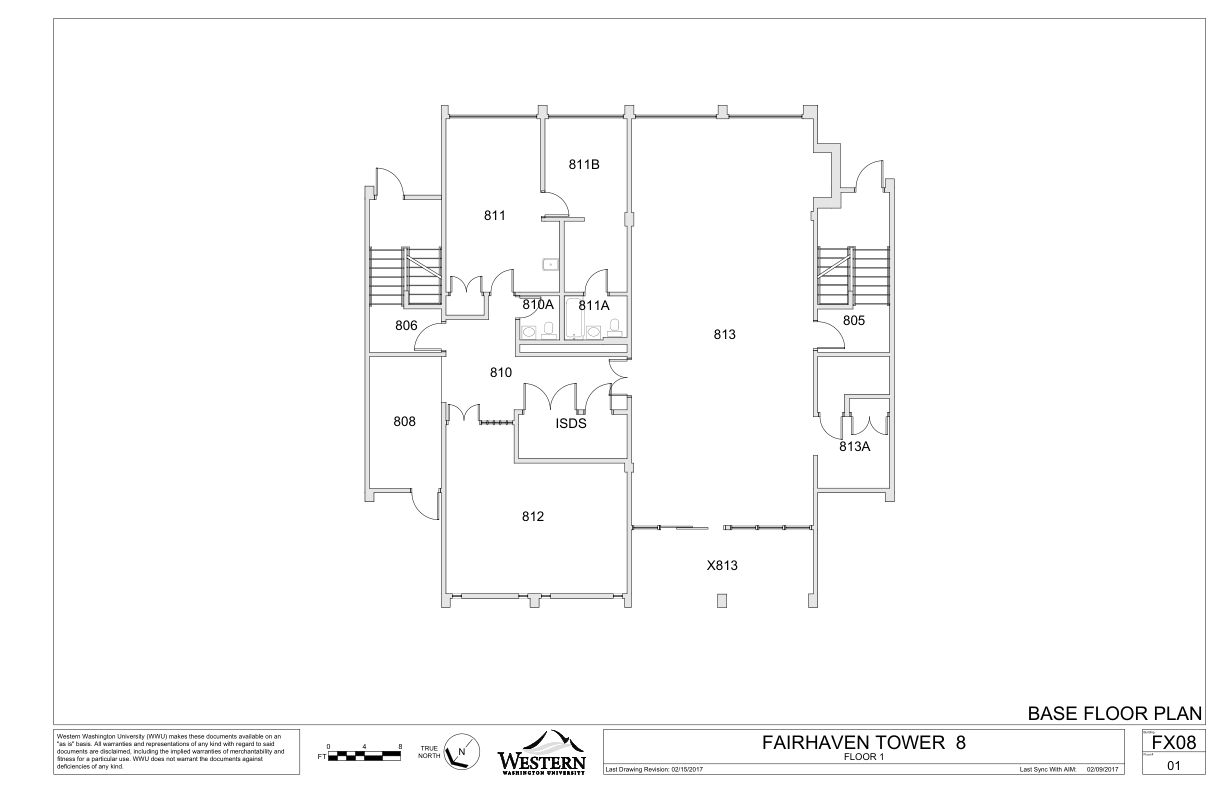 811B
811
810A
811A
806
805
813
810
808
ISDS
813A
812
X813
BASE FLOOR PLAN
Western Washington University (WWU) makes these documents available on an
"as is" basis. All warranties and representations of any kind with regard to said
documents are disclaimed, including the implied warranties of merchantability and
fitness for a particular use. WWU does not warrant the documents against
deficiencies of any kind.
0 4 8
FT
TRUE
NORTH
N
WESTERN
WASHINGTON UNIVERSITY
FAIRHAVEN TOWER 8
FLOOR 1
Last Drawing Revision: 02/15/2017
Last Sync With AIM: 02/09/2017
FX08
01